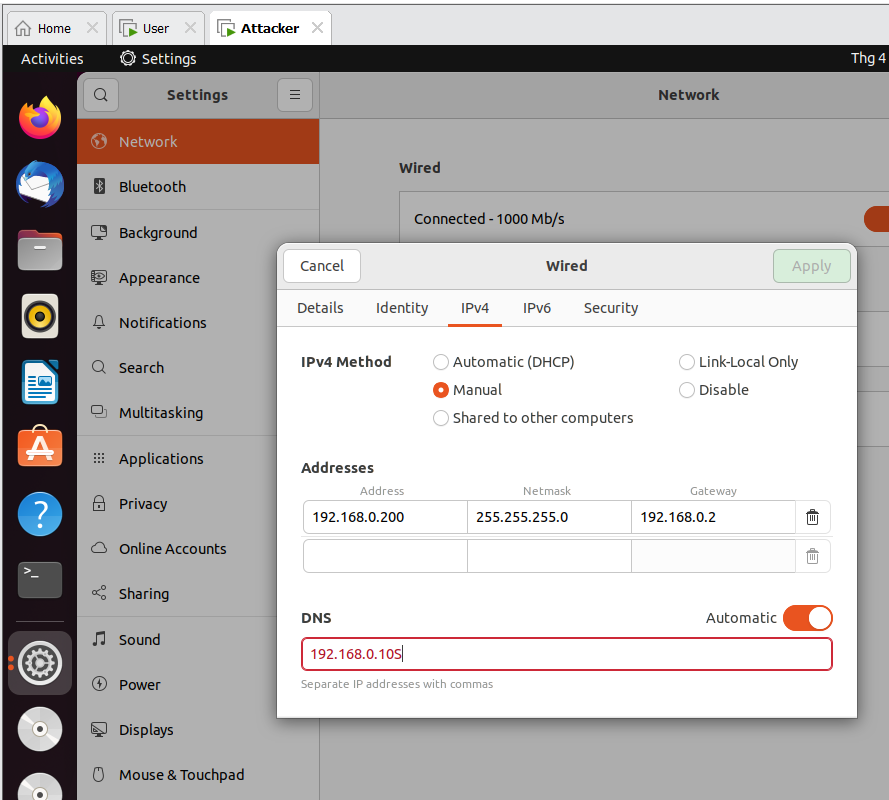 Home User Attacker
Activities Settings Thg 4
Settings Network
Network
Bluetooth
Background
Appearance
Notifications
Search
Multitasking
Applications
Privacy
Online Accounts
Sharing
Sound
Power
Displays
Mouse & Touchpad
Wired
Connected - 1000 Mb/s
Cancel Wired Apply
Details Identity IPv4 IPv6 Security
IPv4 Method Automatic (DHCP) Link-Local Only
Manual Disable
Shared to other computers
Addresses
Address Netmask Gateway
192.168.0.200 255.255.255.0 192.168.0.2
DNS Automatic
192.168.0.10S
Separate IP addresses with commas